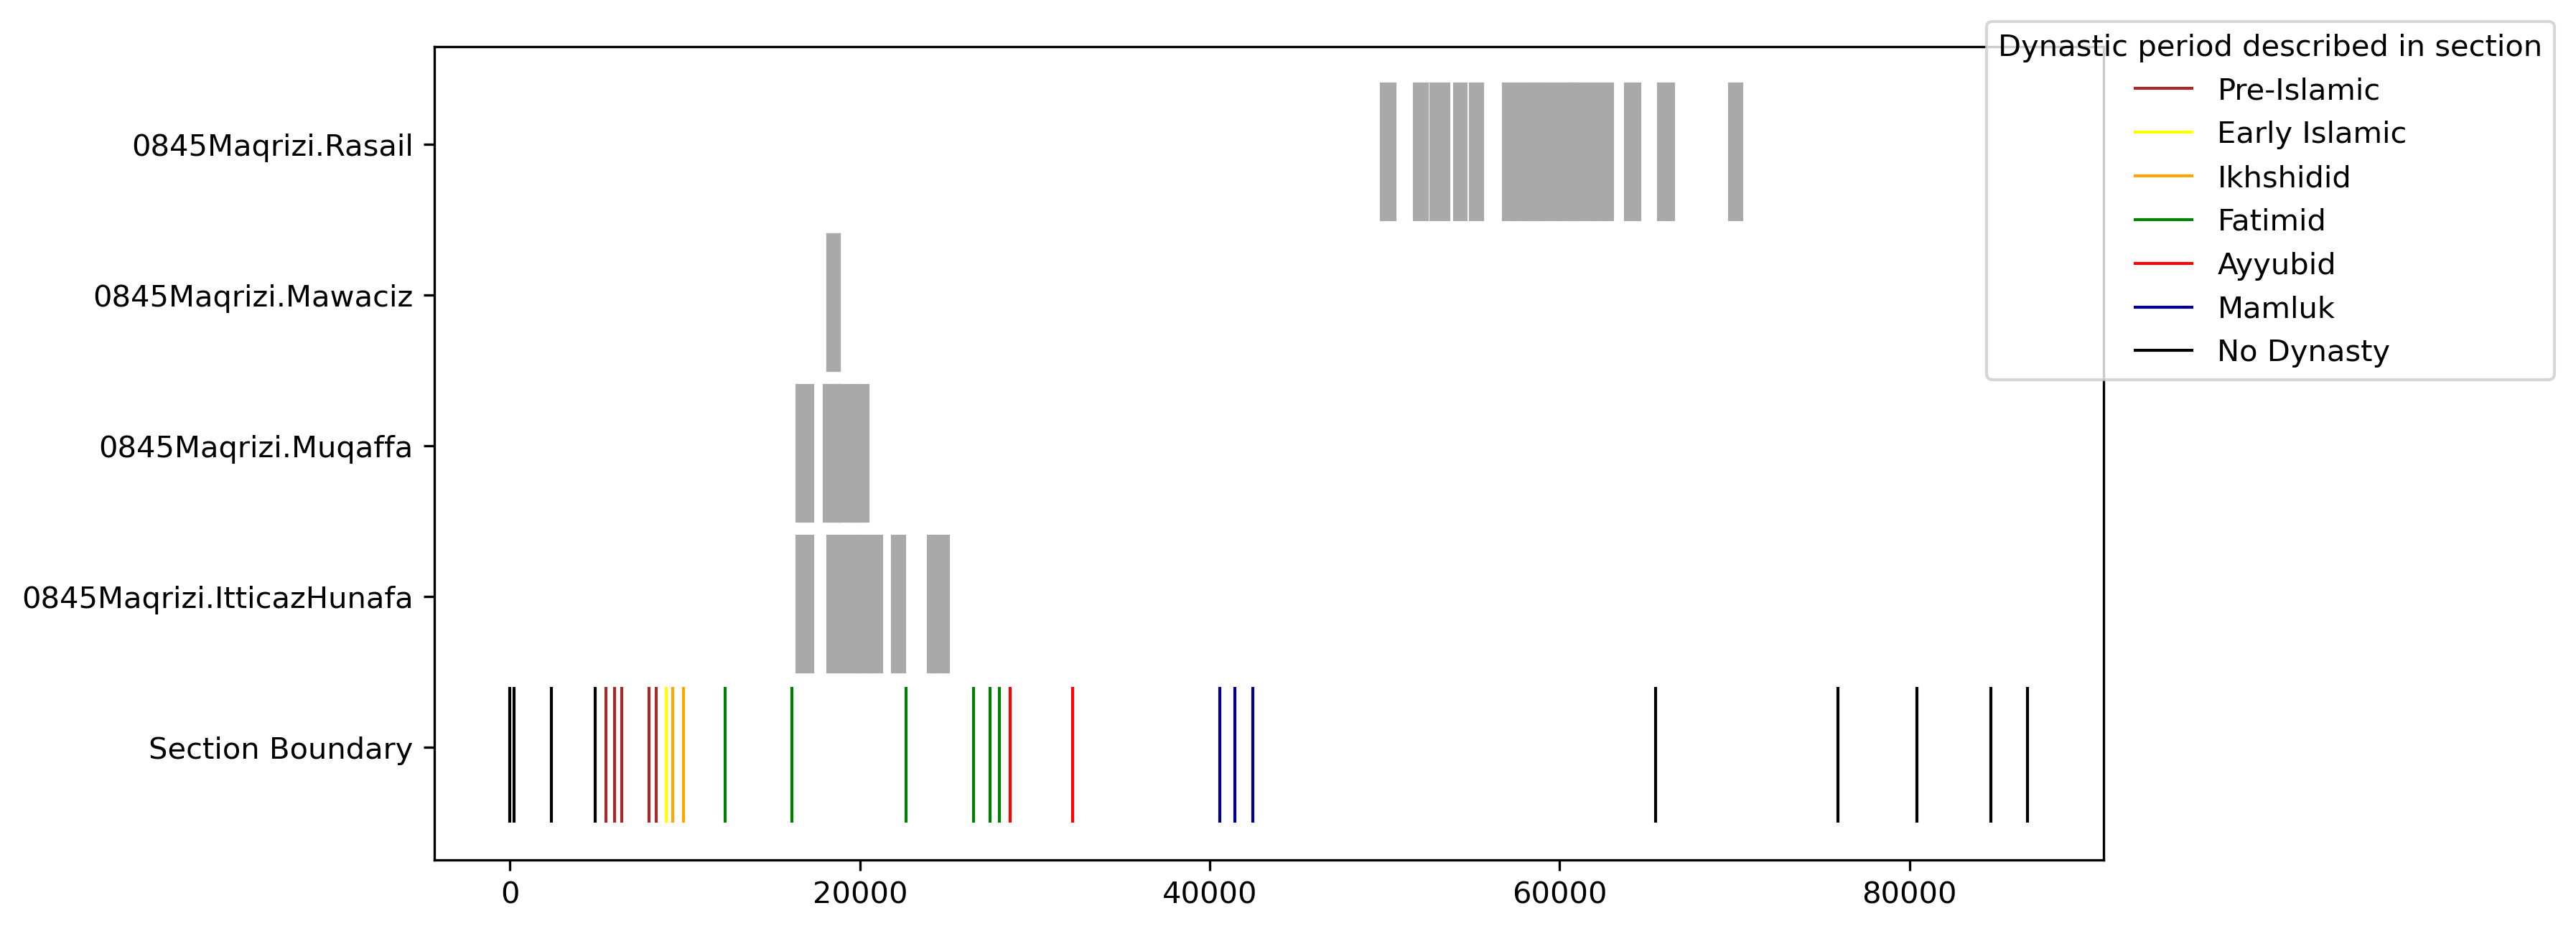 Dynastic period described in section
Pre-Islamic
Early Islamic
Ikhshidid
Fatimid
Ayyubid
Mamluk
No Dynasty
0845Maqrizi.Rasail
0845Maqrizi.Mawaciz
0845Maqrizi.Muqaffa
0845Maqrizi.ItticazHunafa
Section Boundary
0 20000 40000 60000 80000